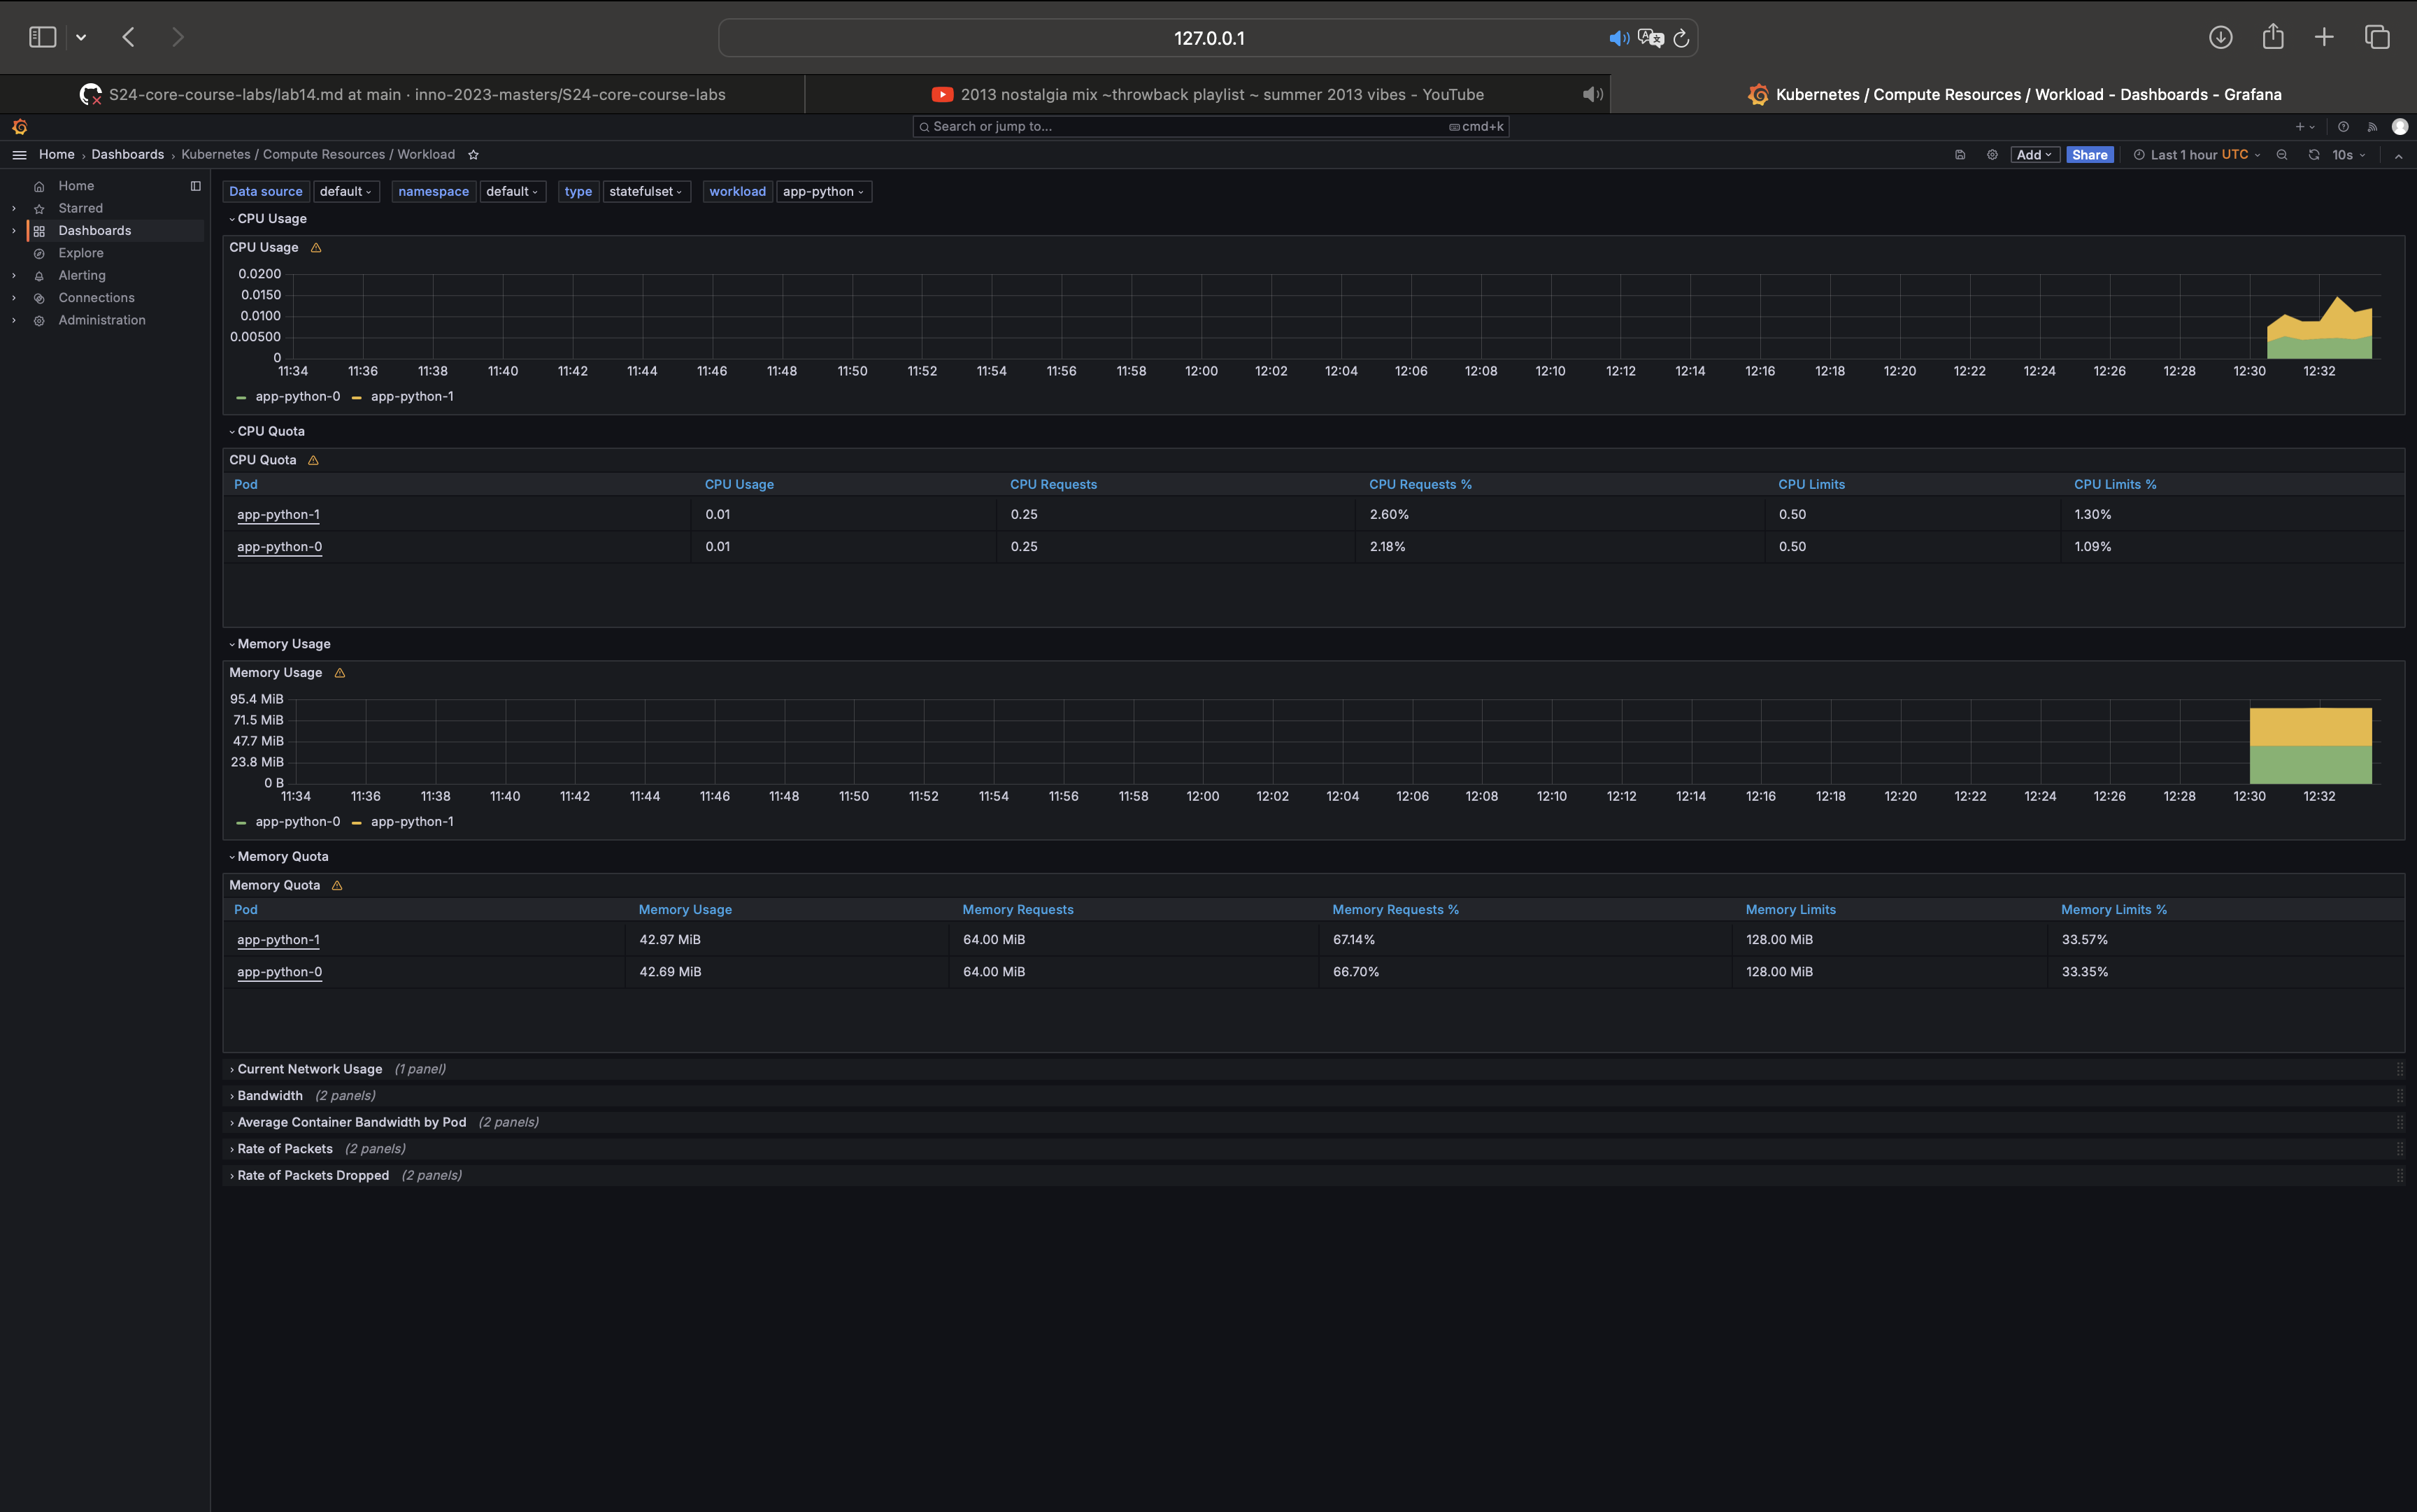 127.0.0.1
S24-core-course-labs/lab14.md at main · inno-2023-masters/S24-core-course-labs
2013 nostalgia mix ~throwback playlist ~ summer 2013 vibes - YouTube
Kubernetes / Compute Resources / Workload - Dashboards - Grafana
Search or jump to... cmd+k
Home › Dashboards › Kubernetes / Compute Resources / Workload
Add Share Last 1 hour UTC 10s
Home
Starred
Dashboards
Explore
Alerting
Connections
Administration
Data source default namespace default type statefulset workload app-python
CPU Usage
CPU Usage
0.0200
0.0150
0.0100
0.00500
0
11:34 11:36 11:38 11:40 11:42 11:44 11:46 11:48 11:50 11:52 11:54 11:56 11:58 12:00 12:02 12:04 12:06 12:08 12:10 12:12 12:14 12:16 12:18 12:20 12:22 12:24 12:26 12:28 12:30 12:32
app-python-0 app-python-1
CPU Quota
CPU Quota
Pod CPU Usage CPU Requests CPU Requests % CPU Limits CPU Limits %
app-python-1 0.01 0.25 2.60% 0.50 1.30%
app-python-0 0.01 0.25 2.18% 0.50 1.09%
Memory Usage
Memory Usage
95.4 MiB
71.5 MiB
47.7 MiB
23.8 MiB
0 B
11:34 11:36 11:38 11:40 11:42 11:44 11:46 11:48 11:50 11:52 11:54 11:56 11:58 12:00 12:02 12:04 12:06 12:08 12:10 12:12 12:14 12:16 12:18 12:20 12:22 12:24 12:26 12:28 12:30 12:32
app-python-0 app-python-1
Memory Quota
Memory Quota
Pod Memory Usage Memory Requests Memory Requests % Memory Limits Memory Limits %
app-python-1 42.97 MiB 64.00 MiB 67.14% 128.00 MiB 33.57%
app-python-0 42.69 MiB 64.00 MiB 66.70% 128.00 MiB 33.35%
Current Network Usage (1 panel)
Bandwidth (2 panels)
Average Container Bandwidth by Pod (2 panels)
Rate of Packets (2 panels)
Rate of Packets Dropped (2 panels)